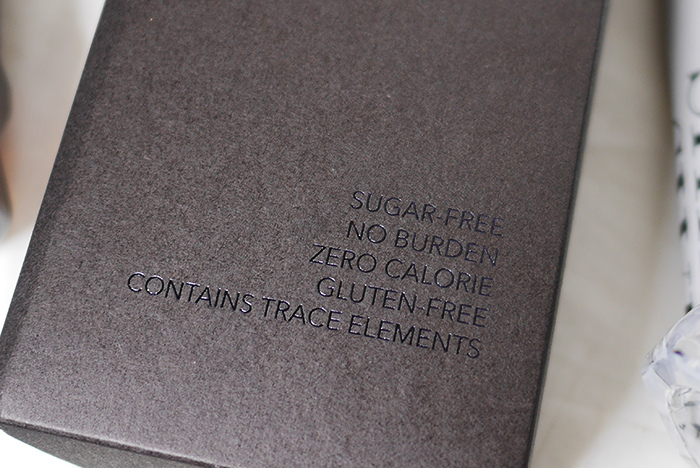 SUGAR-FREE
NO BURDEN
ZERO CALORIE
GLUTEN-FREE
CONTAINS TRACE ELEMENTS